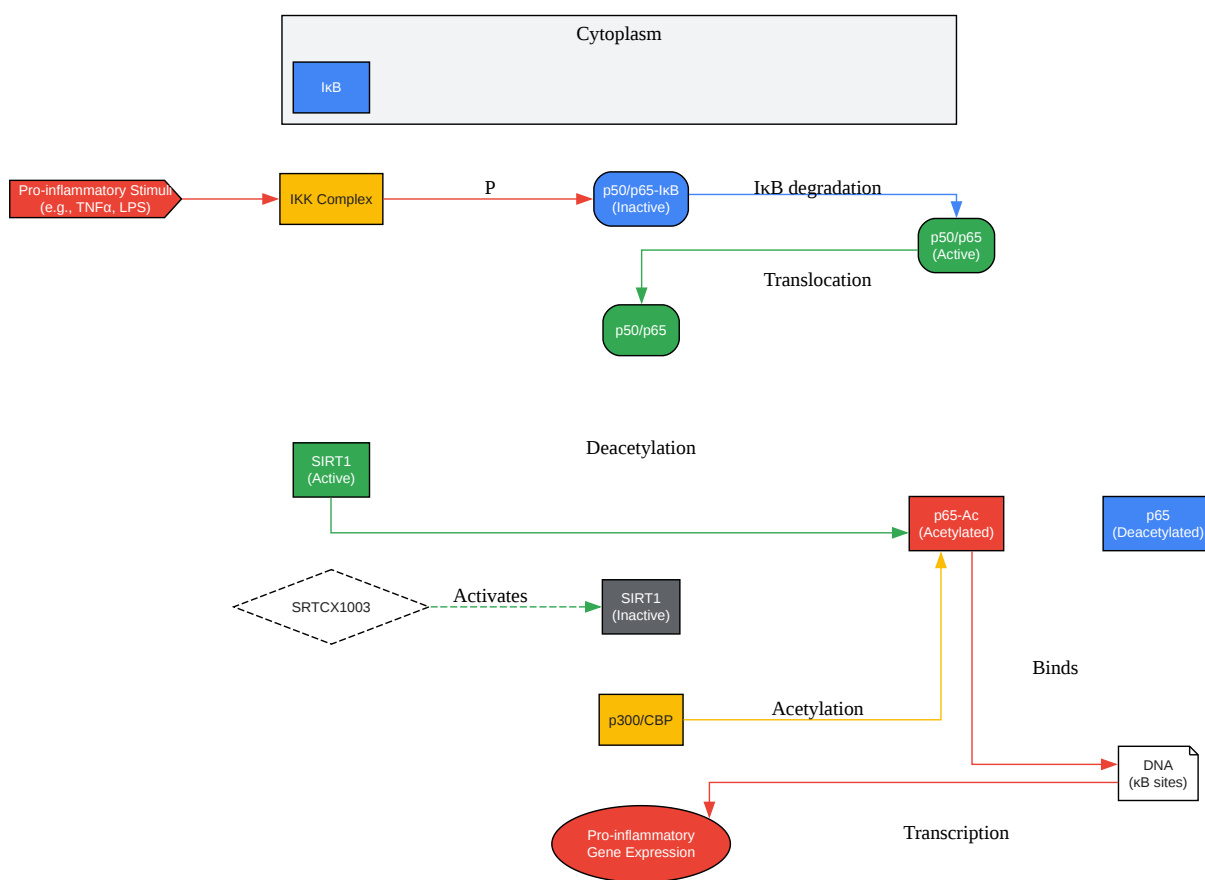 Cytoplasm
IκB
Pro-inflammatory Stimuli
(e.g., TNFα, LPS)
IKK Complex
P
p50/p65-IκB
(Inactive)
IκB degradation
p50/p65
(Active)
Translocation
p50/p65
Deacetylation
SIRT1
(Active)
p65-Ac
(Acetylated)
p65
(Deacetylated)
SRTCX1003
Activates
SIRT1
(Inactive)
Binds
p300/CBP
Acetylation
DNA
(κB sites)
Pro-inflammatory
Gene Expression
Transcription